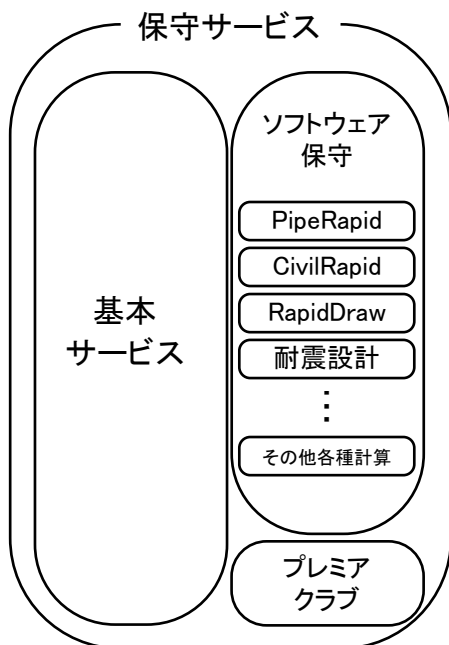 保守サービス
基本
サービス
ソフトウェア
保守
PipeRapid
CivilRapid
RapidDraw
耐震設計
⋮
その他各種計算
プレミア
クラブ